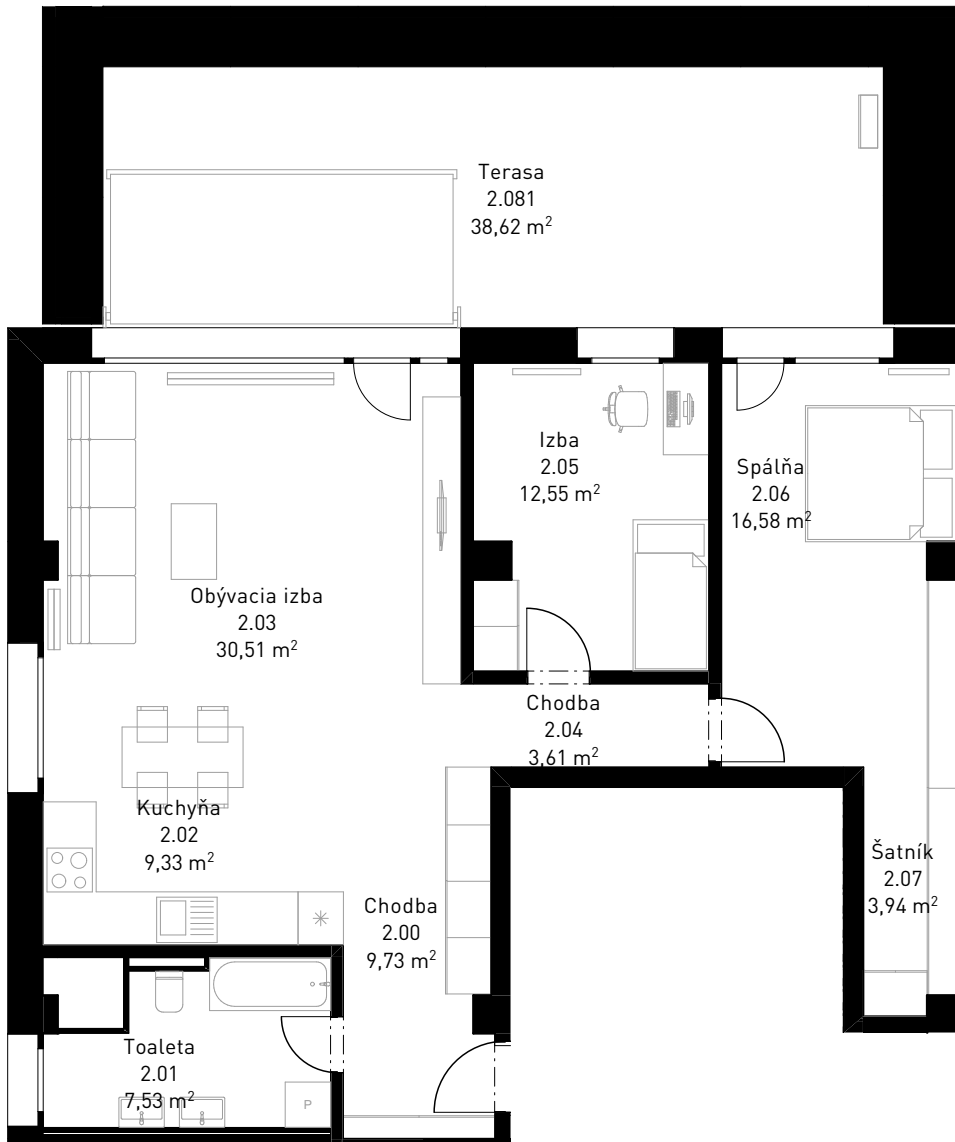 Terasa
2.081
38,62 m²
Izba
2.05
12,55 m²
Spálňa
2.06
16,58 m²
Obývacia izba
2.03
30,51 m²
Chodba
2.04
3,61 m²
Kuchyňa
2.02
9,33 m²
Šatník
2.07
3,94 m²
Chodba
2.00
9,73 m²
Toaleta
2.01
7,53 m²
P